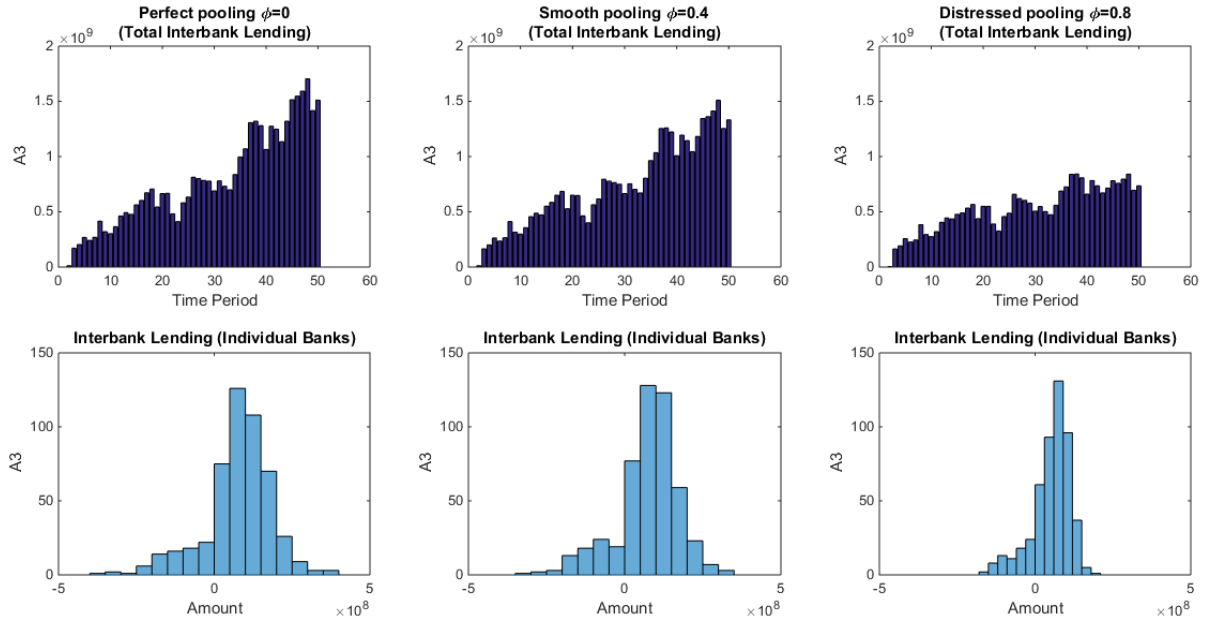 Perfect pooling ϕ=0
(Total Interbank Lending)
×10⁹
2
1.5
1
0.5
0
A3
0 10 20 30 40 50 60
Time Period
Smooth pooling ϕ=0.4
(Total Interbank Lending)
×10⁹
2
1.5
1
0.5
0
A3
0 10 20 30 40 50 60
Time Period
Distressed pooling ϕ=0.8
(Total Interbank Lending)
×10⁹
2
1.5
1
0.5
0
A3
0 10 20 30 40 50 60
Time Period
Interbank Lending (Individual Banks)
150
100
50
0
A3
-5 0 5
Amount
×10⁸
Interbank Lending (Individual Banks)
150
100
50
0
A3
-5 0 5
Amount
×10⁸
Interbank Lending (Individual Banks)
150
100
50
0
A3
-5 0 5
Amount
×10⁸